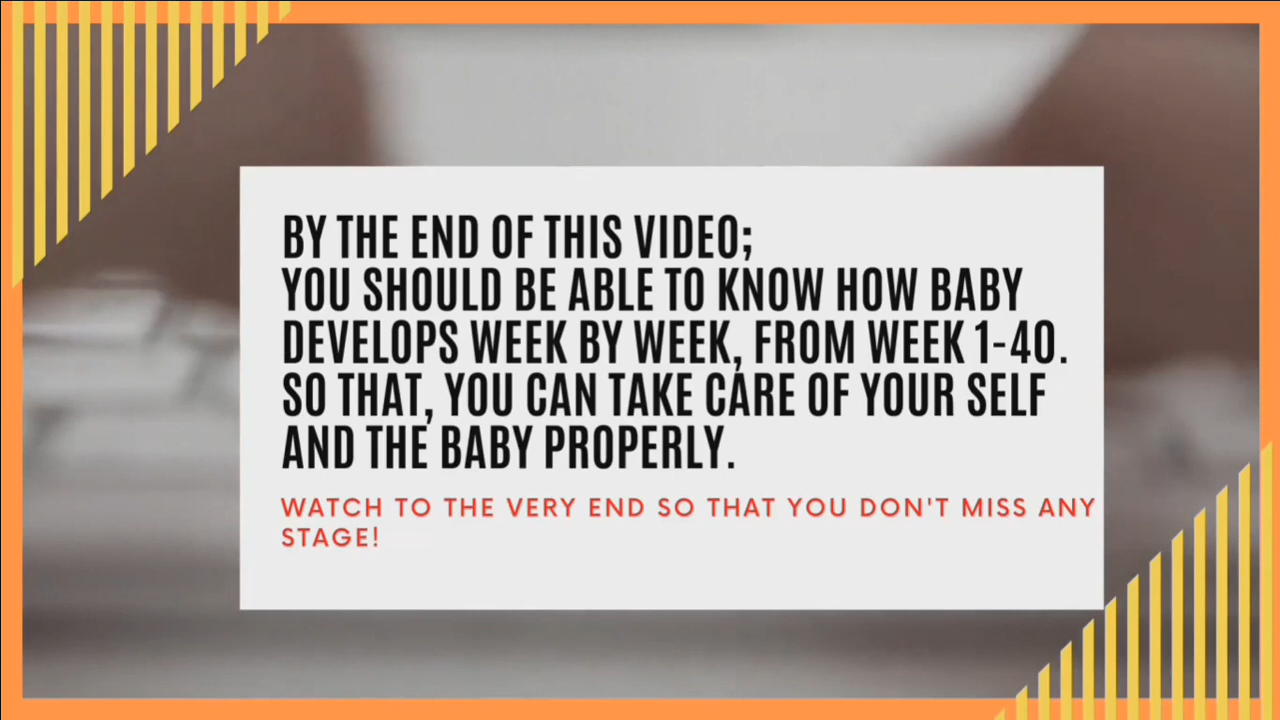 BY THE END OF THIS VIDEO;
YOU SHOULD BE ABLE TO KNOW HOW BABY
DEVELOPS WEEK BY WEEK, FROM WEEK 1-40.
SO THAT, YOU CAN TAKE CARE OF YOUR SELF
AND THE BABY PROPERLY.
WATCH TO THE VERY END SO THAT YOU DON'T MISS ANY
STAGE!